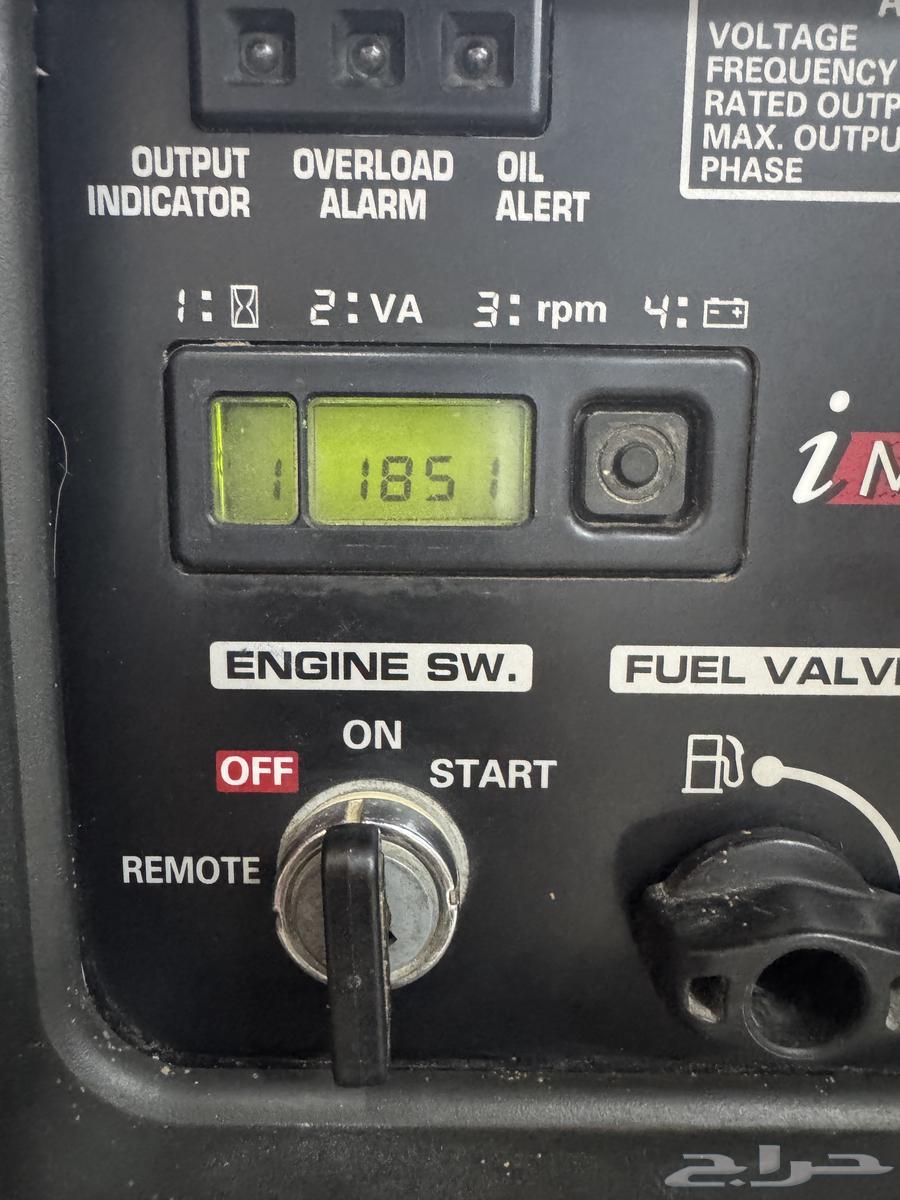 VOLTAGE
FREQUENCY
RATED OUTP
MAX. OUTPU
PHASE
OUTPUT INDICATOR
OVERLOAD ALARM
OIL ALERT
1: 2:VA 3:rpm 4:
1 1851
i
ENGINE SW.
FUEL VALV
ON
OFF
START
REMOTE
حراج